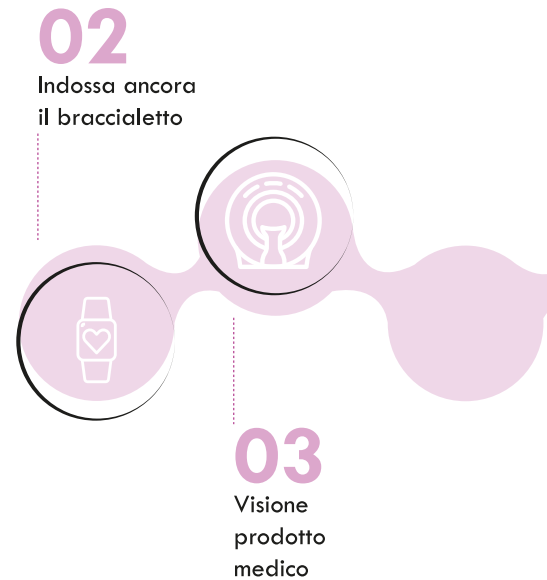 02
Indossa ancora
il braccialetto
03
Visione
prodotto
medico